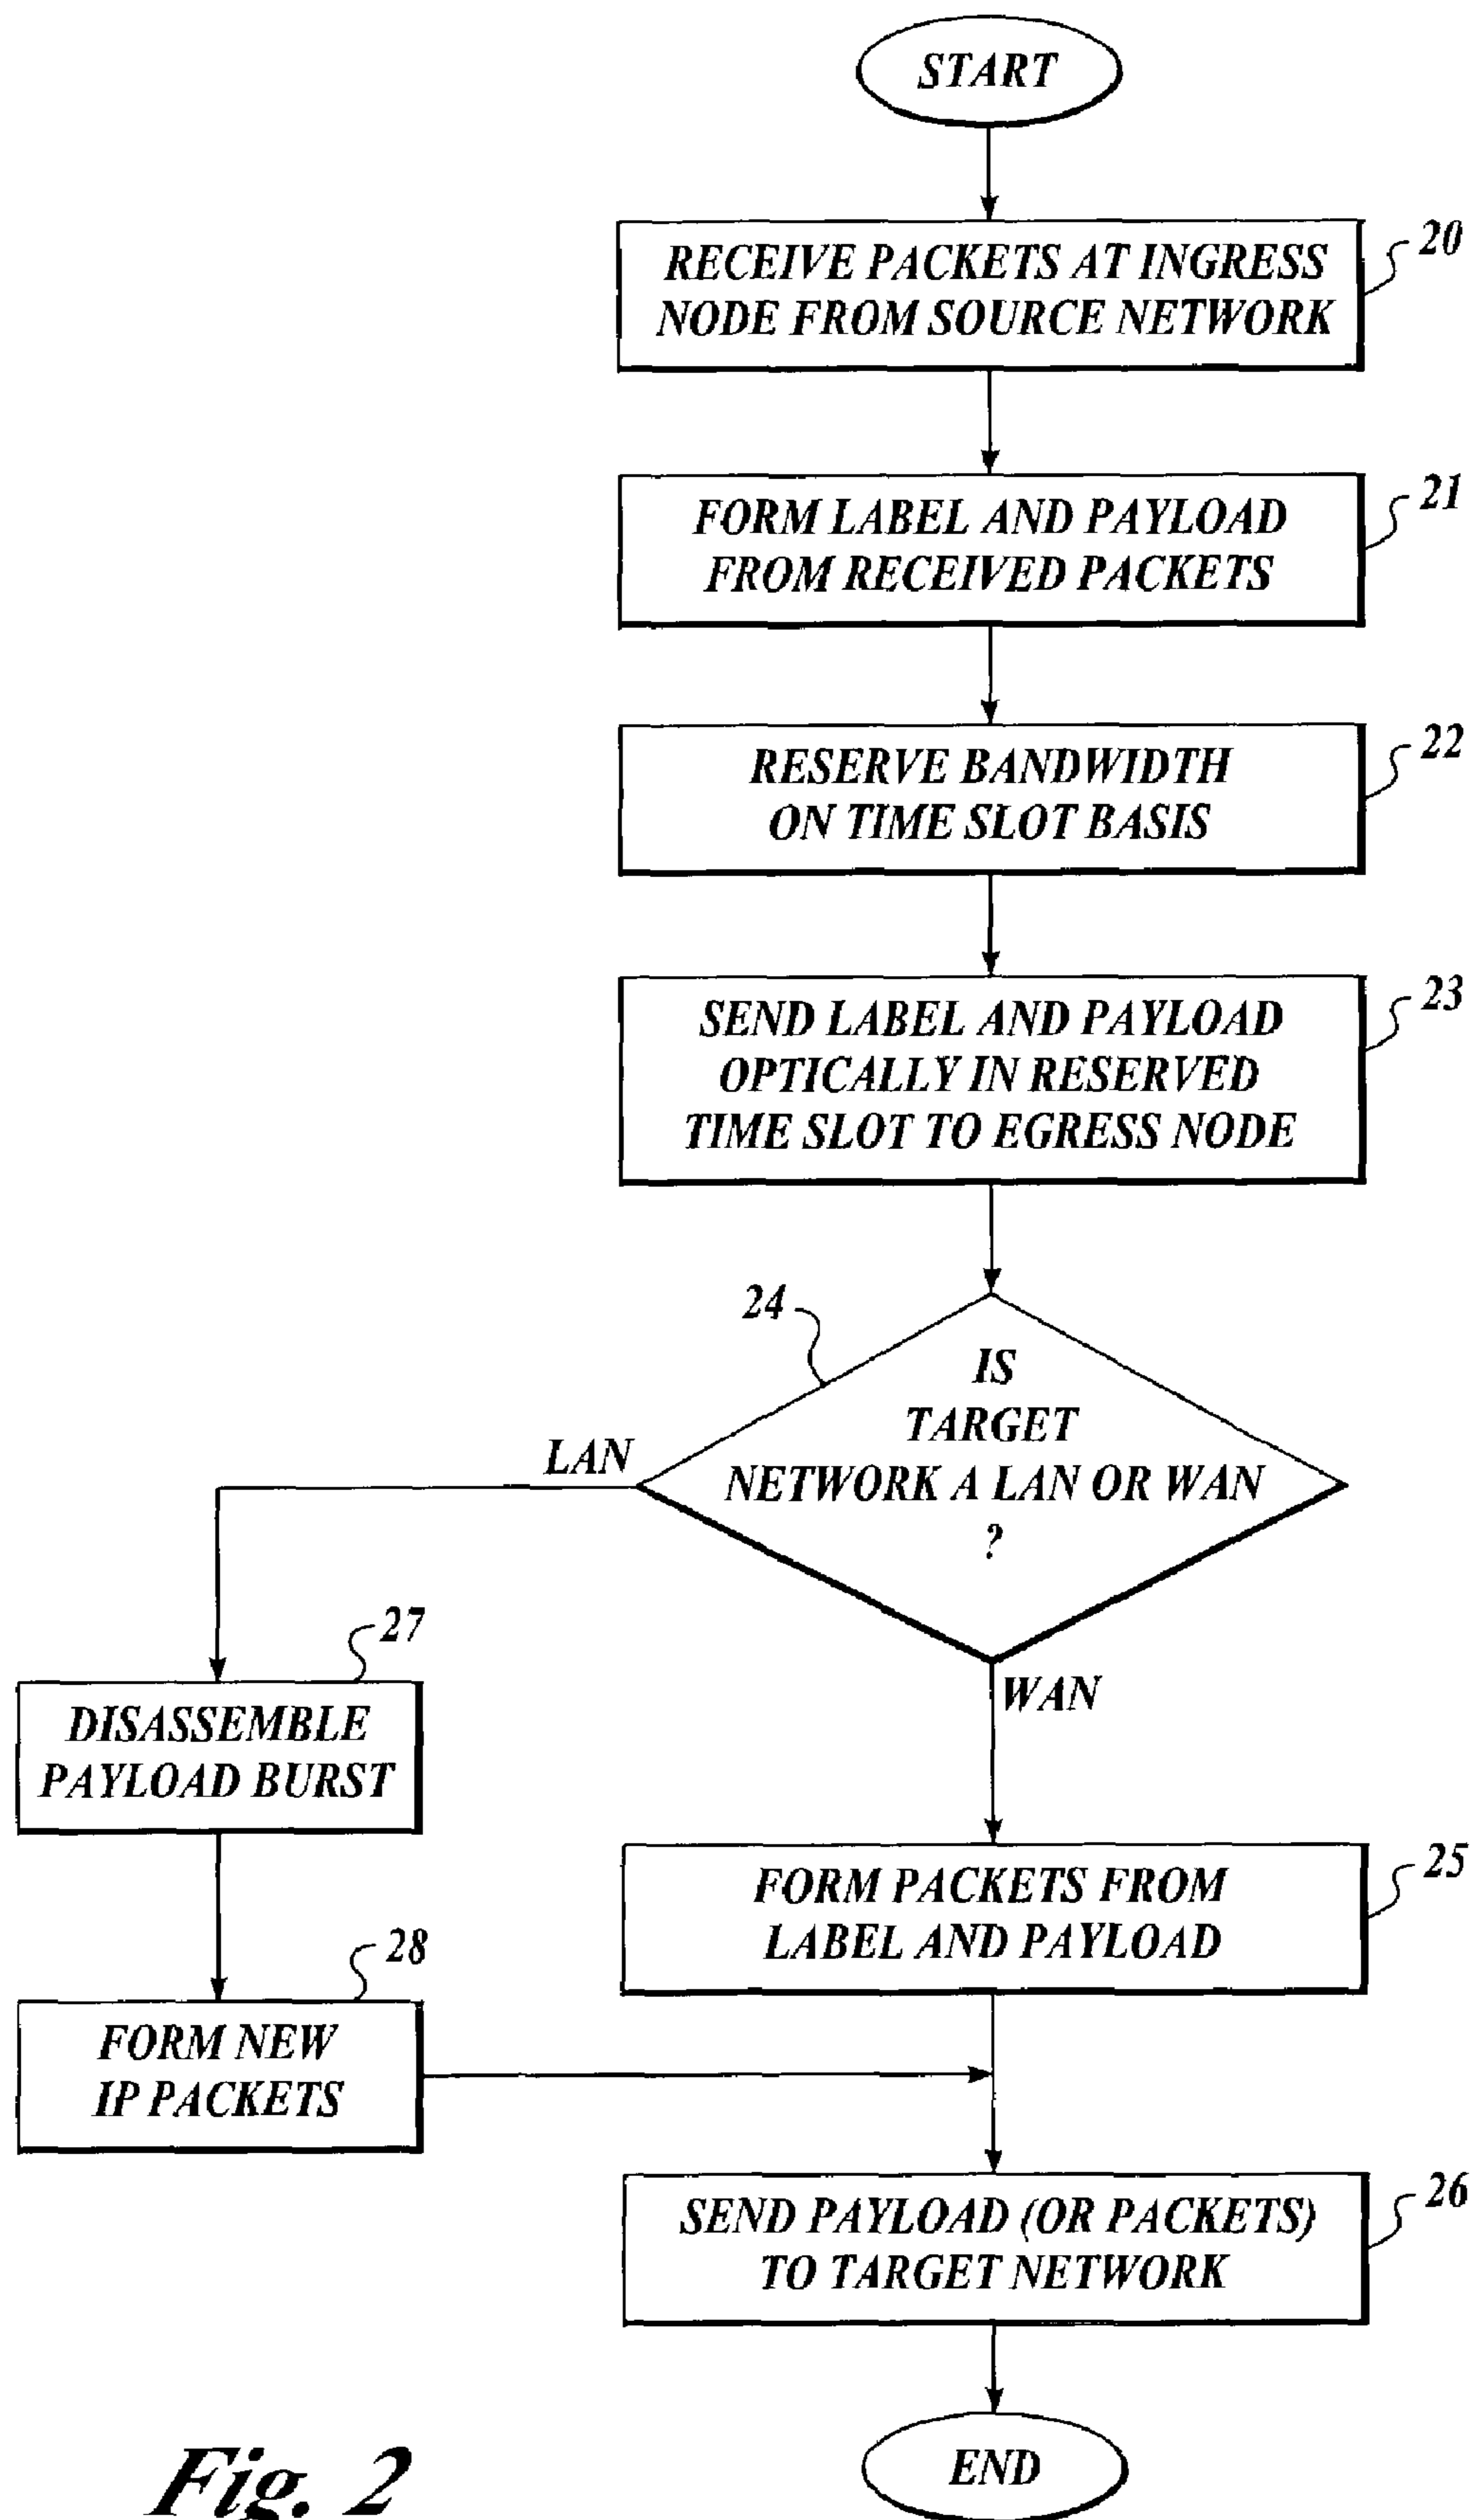 START
RECEIVE PACKETS AT INGRESS
NODE FROM SOURCE NETWORK
20
FORM LABEL AND PAYLOAD
FROM RECEIVED PACKETS
21
RESERVE BANDWIDTH
ON TIME SLOT BASIS
22
SEND LABEL AND PAYLOAD
OPTICALLY IN RESERVED
TIME SLOT TO EGRESS NODE
23
24
IS
TARGET
NETWORK A LAN OR WAN
?
LAN
WAN
27
DISASSEMBLE
PAYLOAD BURST
28
FORM NEW
IP PACKETS
25
FORM PACKETS FROM
LABEL AND PAYLOAD
26
SEND PAYLOAD (OR PACKETS)
TO TARGET NETWORK
END
Fig. 2